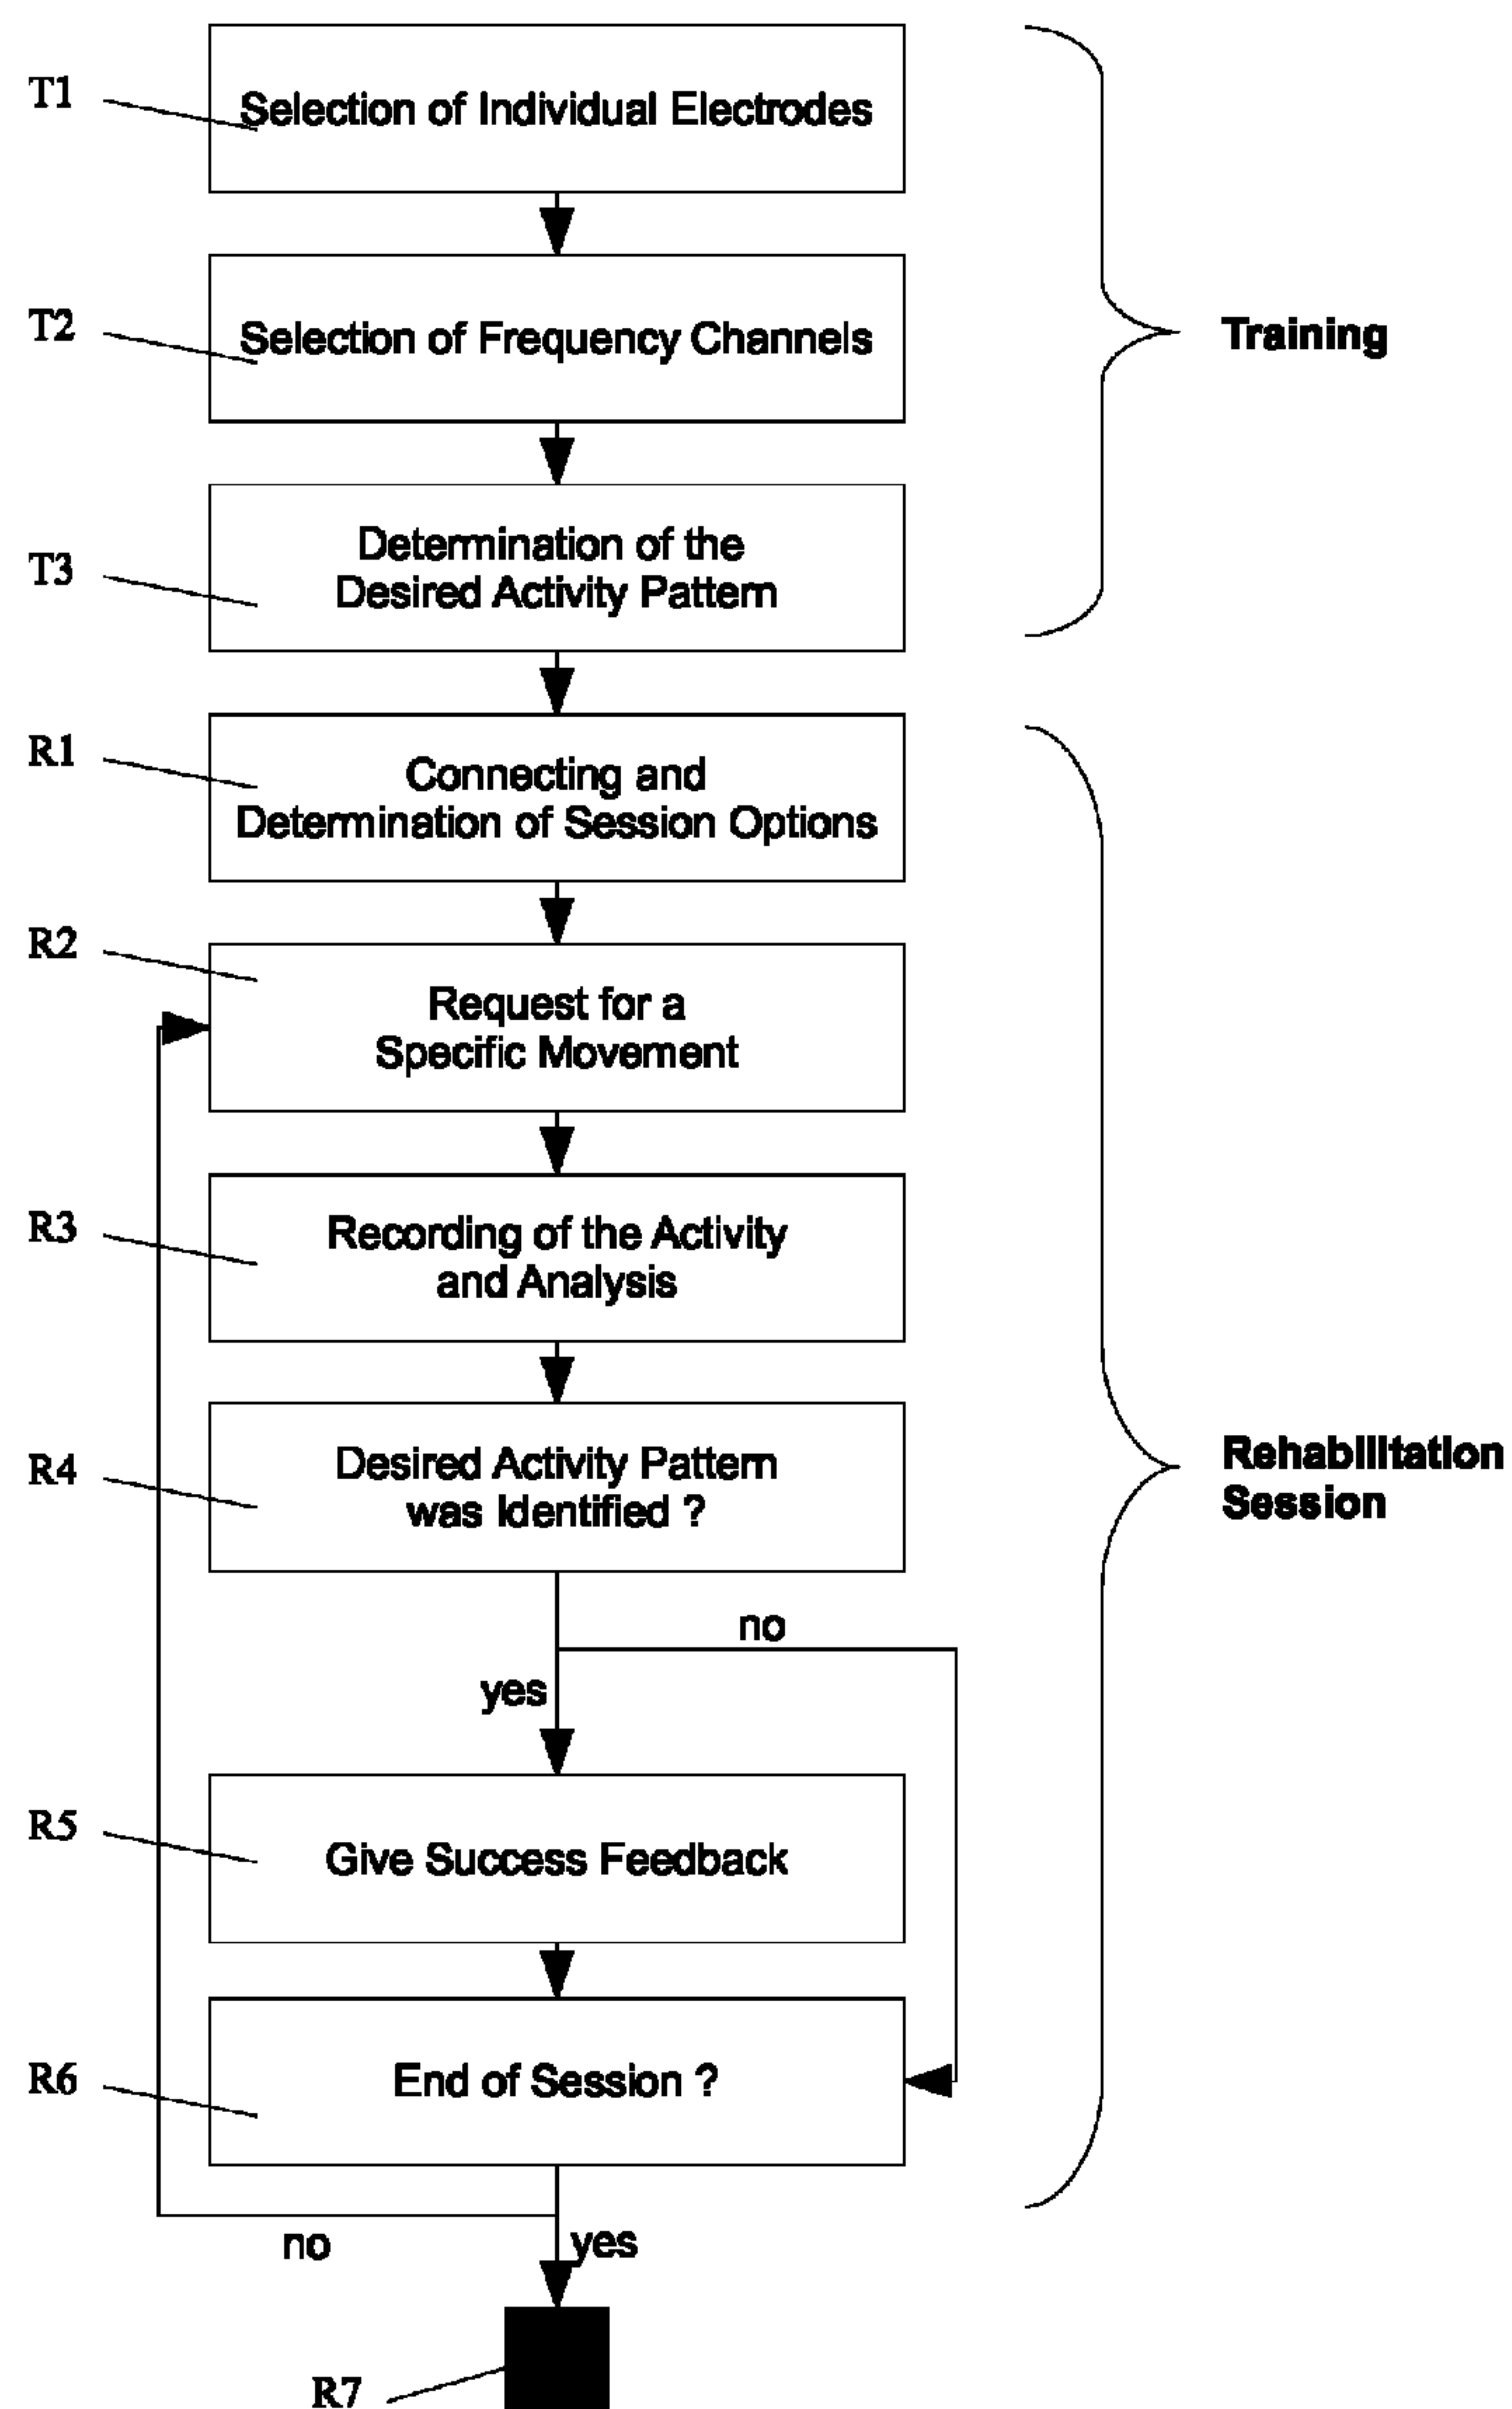 T1
Selection of Individual Electrodes
T2
Selection of Frequency Channels
Training
T3
Determination of the
Desired Activity Pattern
R1
Connecting and
Determination of Session Options
R2
Request for a
Specific Movement
R3
Recording of the Activity
and Analysis
R4
Desired Activity Pattern
was Identified ?
Rehabilitation
Session
no
yes
R5
Give Success Feedback
R6
End of Session ?
no
yes
R7